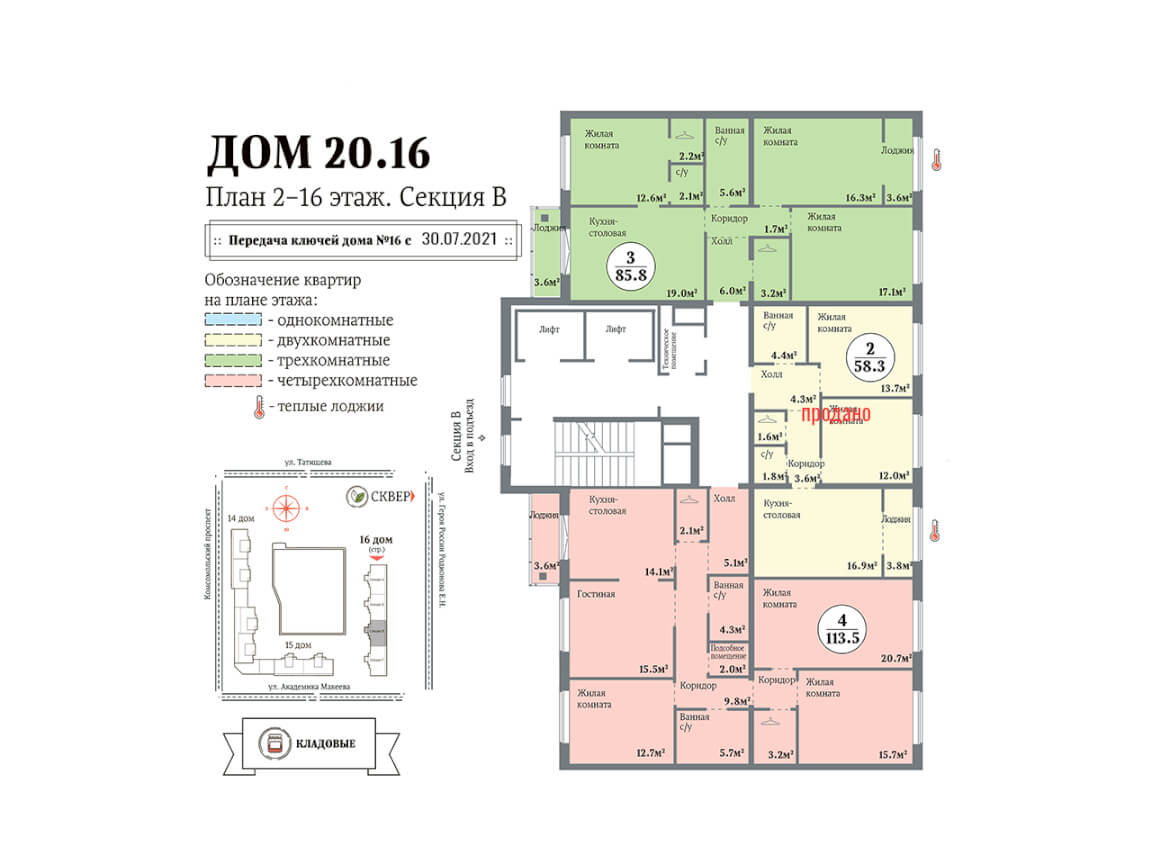 ДОМ 20.16
План 2–16 этаж. Секция В
:: Передача ключей дома №16 с 30.07.2021 ::
Обозначение квартир
на плане этажа:
- однокомнатные
- двухкомнатные
- трехкомнатные
- четырехкомнатные
- теплые лоджии
ул. Татищева
Комсомольский проспект
ул. Героя России Родионова Е.Н.
ул. Академика Макеева
С
З
В
Ю
СКВЕР
14 дом
16 дом
(стр.)
15 дом
КЛАДОВЫЕ
Секция В
Вход в подъезд
Жилая
комната
12.6м²
2.2м²
с/у
2.1м²
Ванная
с/у
5.6м²
Жилая
комната
16.3м²
Лоджия
3.6м²
Лоджия
3.6м²
Кухня-
столовая
3
85.8
19.0м²
Коридор
1.7м²
Холл
6.0м²
3.2м²
Жилая
комната
17.1м²
Лифт
Лифт
Техническое
помещение
Ванная
с/у
4.4м²
Жилая
комната
2
58.3
13.7м²
Холл
4.3м²
продано
Жилая
комната
12.0м²
1.6м²
с/у
1.8м²
Коридор
3.6м²
Кухня-
столовая
16.9м²
Лоджия
3.8м²
Лоджия
3.6м²
Кухня-
столовая
14.1м²
2.1м²
Холл
5.1м²
Гостиная
15.5м²
Ванная
с/у
4.3м²
Подсобное
помещение
2.0м²
Жилая
комната
4
113.5
20.7м²
Жилая
комната
12.7м²
Коридор
9.8м²
Ванная
с/у
5.7м²
Коридор
3.2м²
Жилая
комната
15.7м²